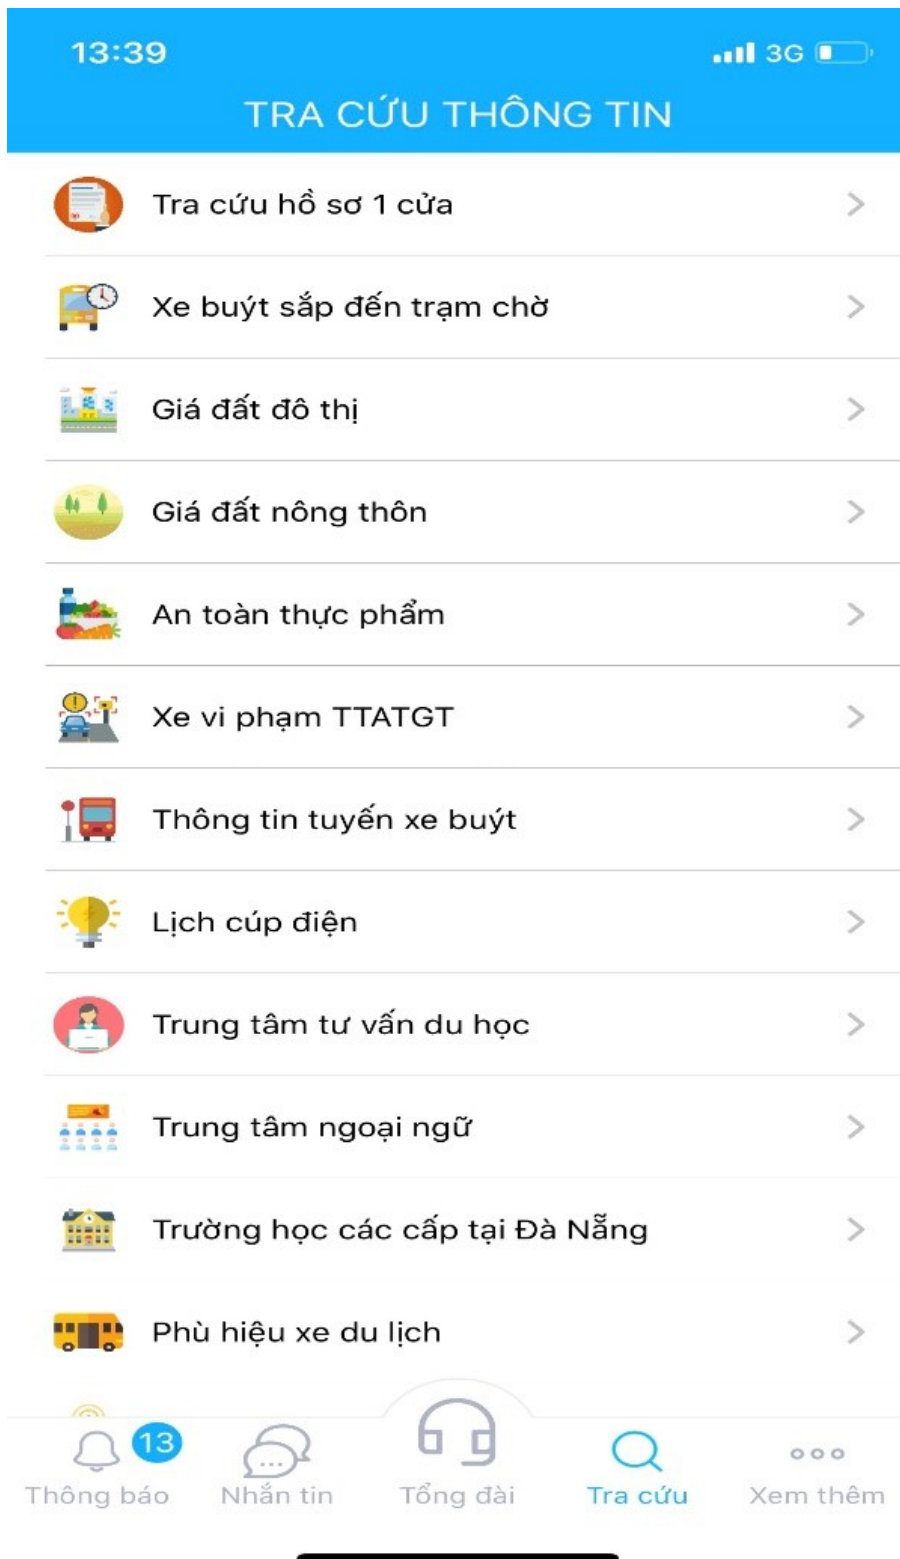 13:39
3G
TRA CỨU THÔNG TIN
Tra cứu hồ sơ 1 cửa
Xe buýt sắp đến trạm chờ
Giá đất đô thị
Giá đất nông thôn
An toàn thực phẩm
Xe vi phạm TTATGT
Thông tin tuyến xe buýt
Lịch cúp điện
Trung tâm tư vấn du học
Trung tâm ngoại ngữ
Trường học các cấp tại Đà Nẵng
Phù hiệu xe du lịch
13
Thông báo
Nhắn tin
Tổng đài
Tra cứu
Xem thêm